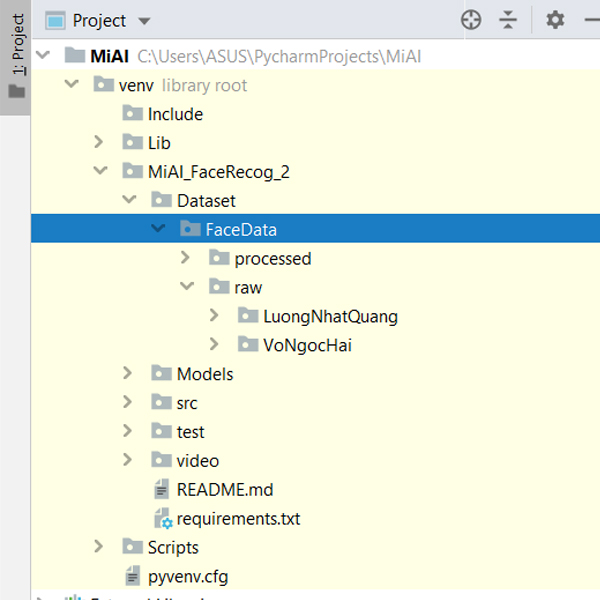 1: Project
Project
MiAI C:\Users\ASUS\PycharmProjects\MiAI
venv library root
Include
Lib
MiAI_FaceRecog_2
Dataset
FaceData
processed
raw
LuongNhatQuang
VoNgocHai
Models
src
test
video
README.md
requirements.txt
Scripts
pyvenv.cfg